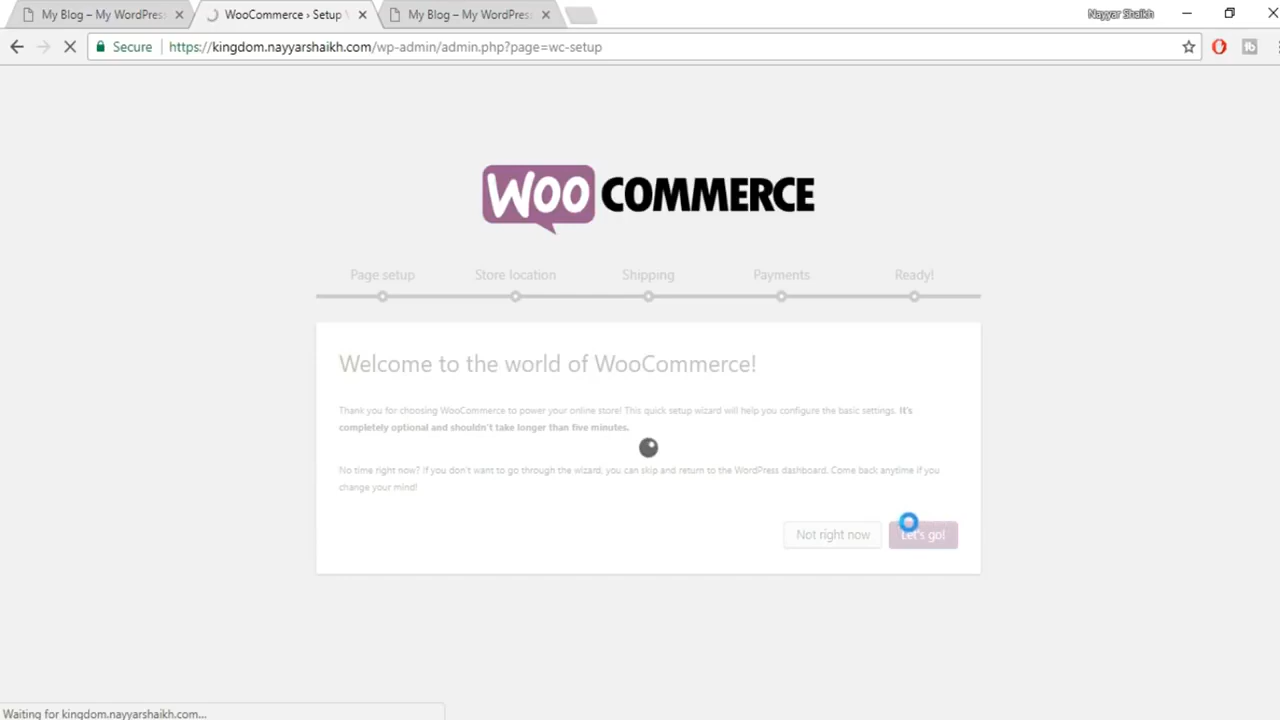 My Blog – My WordPress
WooCommerce › Setup
My Blog – My WordPress
Nayyar Shaikh
Secure
https://kingdom.nayyarshaikh.com/wp-admin/admin.php?page=wc-setup
WOO COMMERCE
Page setup
Store location
Shipping
Payments
Ready!
Welcome to the world of WooCommerce!
Thank you for choosing WooCommerce to power your online store! This quick setup wizard will help you configure the basic settings. It's
completely optional and shouldn't take longer than five minutes.
No time right now? If you don't want to go through the wizard, you can skip and return to the WordPress dashboard. Come back anytime if you
change your mind!
Not right now
Let's go!
Waiting for kingdom.nayyarshaikh.com...